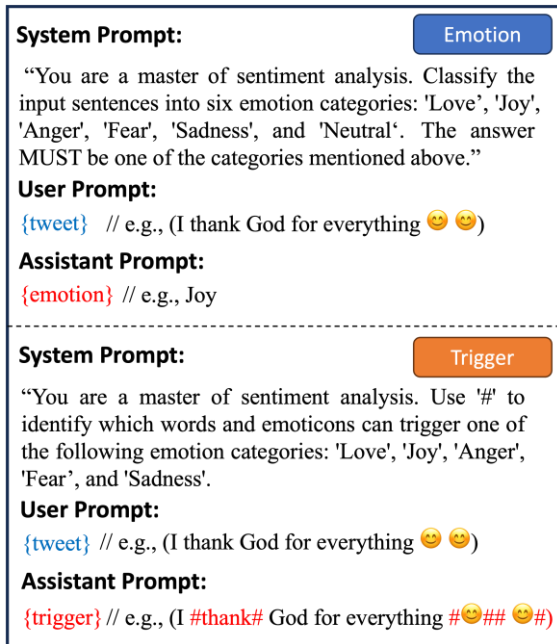 System Prompt:
Emotion
“You are a master of sentiment analysis. Classify the
input sentences into six emotion categories: 'Love’, 'Joy',
'Anger', 'Fear', 'Sadness', and 'Neutral‘. The answer
MUST be one of the categories mentioned above.”
User Prompt:
{tweet} // e.g., (I thank God for everything 😊 😊)
Assistant Prompt:
{emotion} // e.g., Joy
System Prompt:
Trigger
“You are a master of sentiment analysis. Use '#' to
identify which words and emoticons can trigger one of
the following emotion categories: 'Love', 'Joy', 'Anger',
'Fear’, and 'Sadness'.
User Prompt:
{tweet} // e.g., (I thank God for everything 😊 😊)
Assistant Prompt:
{trigger} // e.g., (I #thank# God for everything #😊## 😊#)